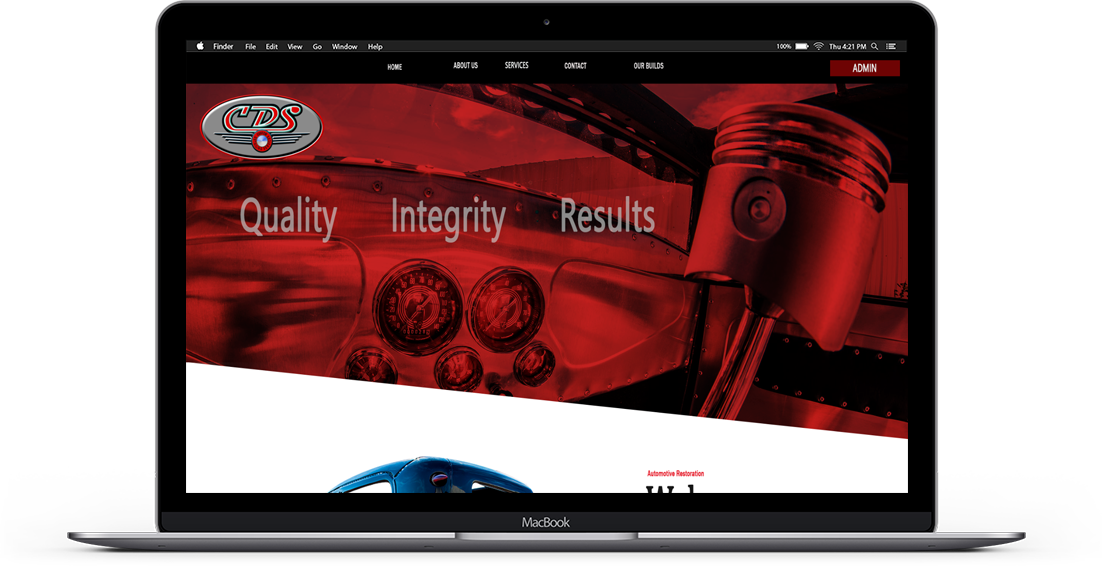 Finder File Edit View Go Window Help 100% Thu 4:21 PM
HOME ABOUT US SERVICES CONTACT OUR BUILDS ADMIN
CDS
Quality Integrity Results
Automotive Restoration
MacBook